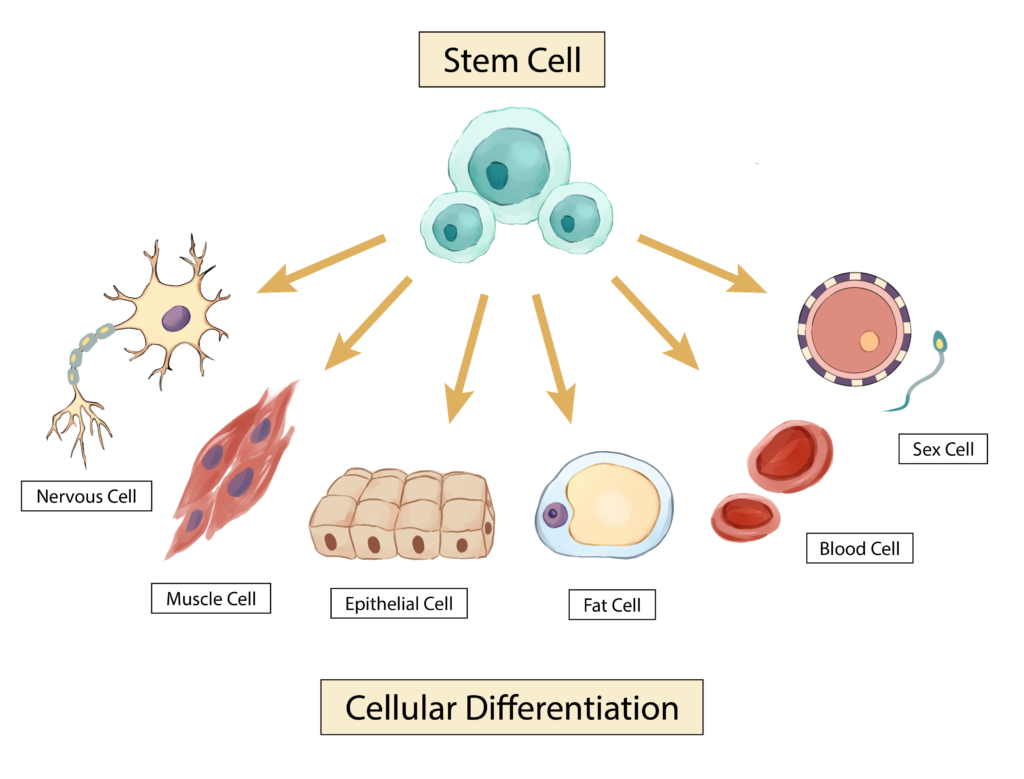 Stem Cell
Nervous Cell
Muscle Cell
Epithelial Cell
Fat Cell
Blood Cell
Sex Cell
Cellular Differentiation